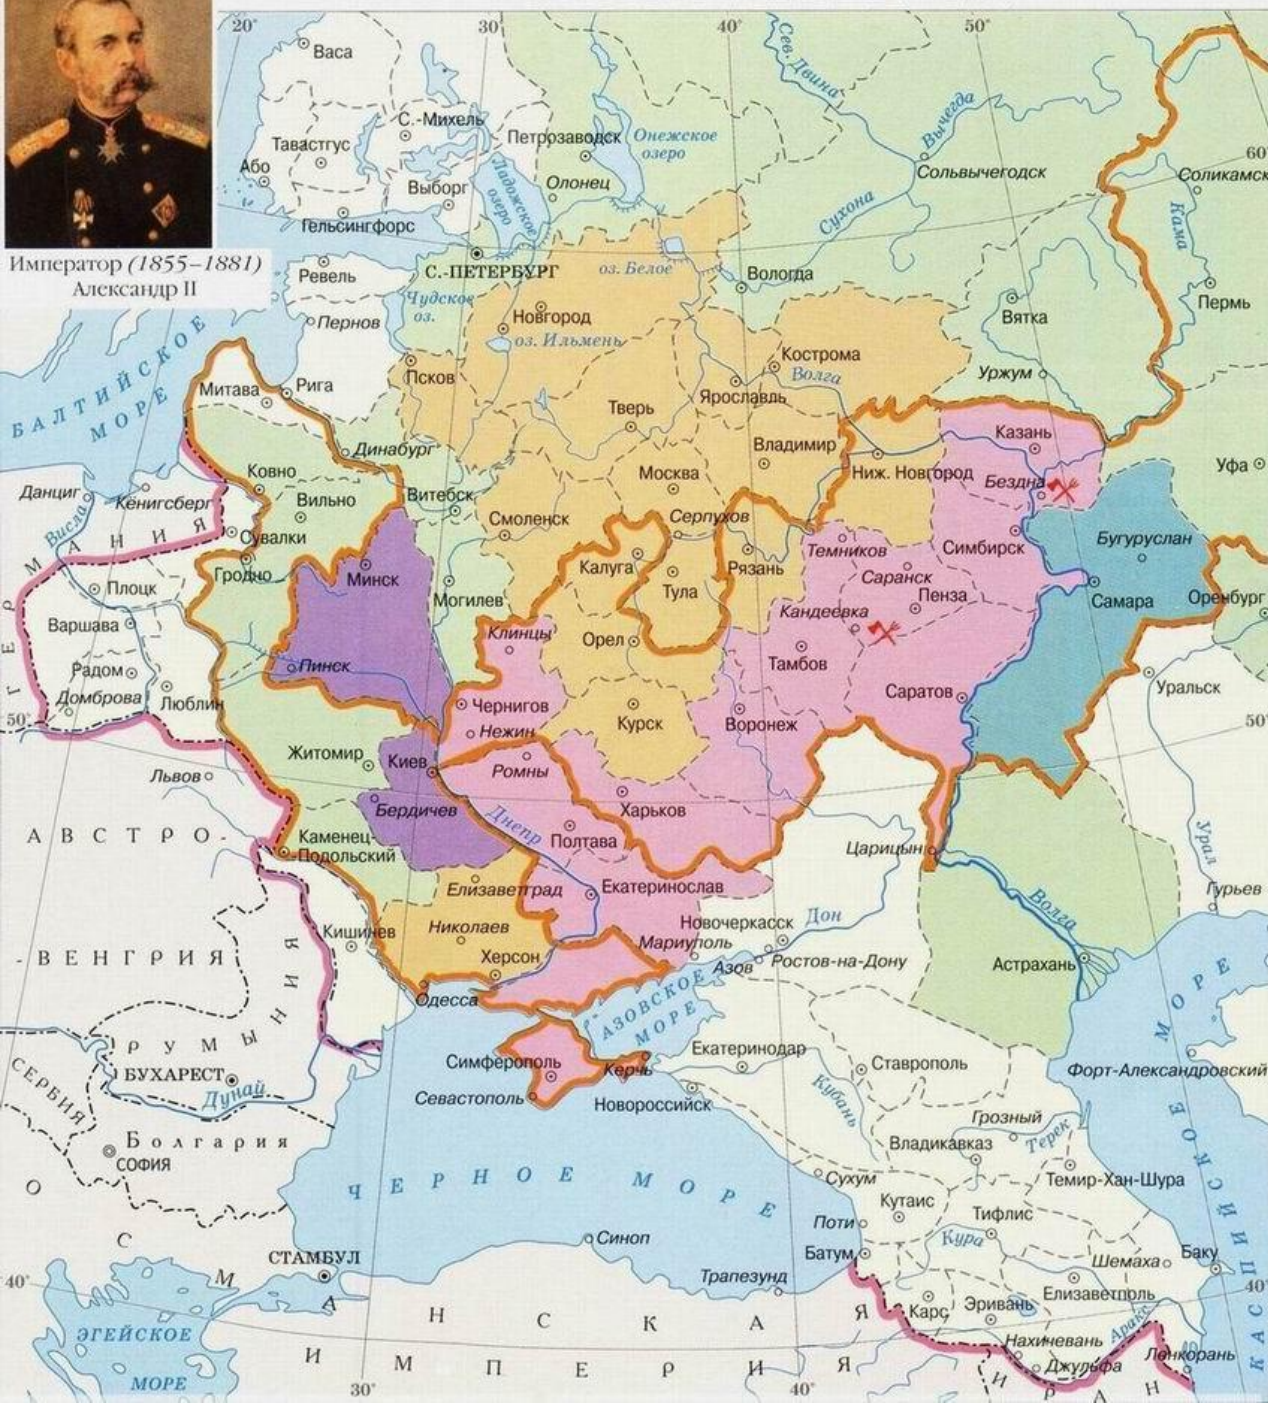 Император (1855–1881)
Александр II
20°
30°
40°
50°
60°
Васа
С.-Михель
Тавастгус
Або
Выборг
Гельсингфорс
Ладожское
озеро
Петрозаводск
Онежское
озеро
Олонец
Сев. Двина
Вычегда
Сольвычегодск
Сухона
Соликамск
Кама
Ревель
С.-ПЕТЕРБУРГ
оз. Белое
Вологда
Вятка
Пермь
Чудское
оз.
Пернов
Новгород
оз. Ильмень
БАЛТИЙСКОЕ
МОРЕ
Митава
Рига
Псков
Кострома
Волга
Ярославль
Уржум
Тверь
Динабург
Владимир
Казань
Данциг
Кёнигсберг
Висла
Ковно
Вильно
Витебск
Москва
Ниж. Новгород
Бездна
Уфа
ГЕРМАНИЯ
Сувалки
Смоленск
Серпухов
Темников
Симбирск
Бугуруслан
Гродно
Минск
Калуга
Рязань
Саранск
Плоцк
Могилев
Тула
Пенза
Самара
Оренбург
Варшава
Клинцы
Орел
Кандеевка
Радом
Пинск
Тамбов
Домброва
Люблин
Чернигов
Саратов
Уральск
50°
Нежин
Курск
Воронеж
50°
Житомир
Киев
Ромны
Львов
Бердичев
Днепр
Харьков
АВСТРО-
Каменец-
Подольский
Полтава
Царицын
Урал
Елизаветград
Екатеринослав
Гурьев
Волга
Кишинев
Николаев
Новочеркасск
Дон
-ВЕНГРИЯ
Херсон
Мариуполь
Азов
Ростов-на-Дону
Астрахань
Одесса
АЗОВСКОЕ
МОРЕ
РУМЫНИЯ
Симферополь
Керчь
Екатеринодар
Ставрополь
Форт-Александровский
СЕРБИЯ
БУХАРЕСТ
Дунай
Севастополь
Новороссийск
Кубань
Грозный
Терек
Болгария
СОФИЯ
Владикавказ
ЧЕРНОЕ МОРЕ
Сухум
Темир-Хан-Шура
КАСПИЙСКОЕ МОРЕ
Кутаис
Тифлис
Поти
Синоп
Батум
Кура
Шемаха
Баку
СТАМБУЛ
Трапезунд
Елизаветполь
40°
40°
Карс
Эривань
ОСМАНСКАЯ
ИМПЕРИЯ
ЭГЕЙСКОЕ
МОРЕ
Нахичевань
Аракс
Джульфа
Ленкорань
ИРАН
30°
40°